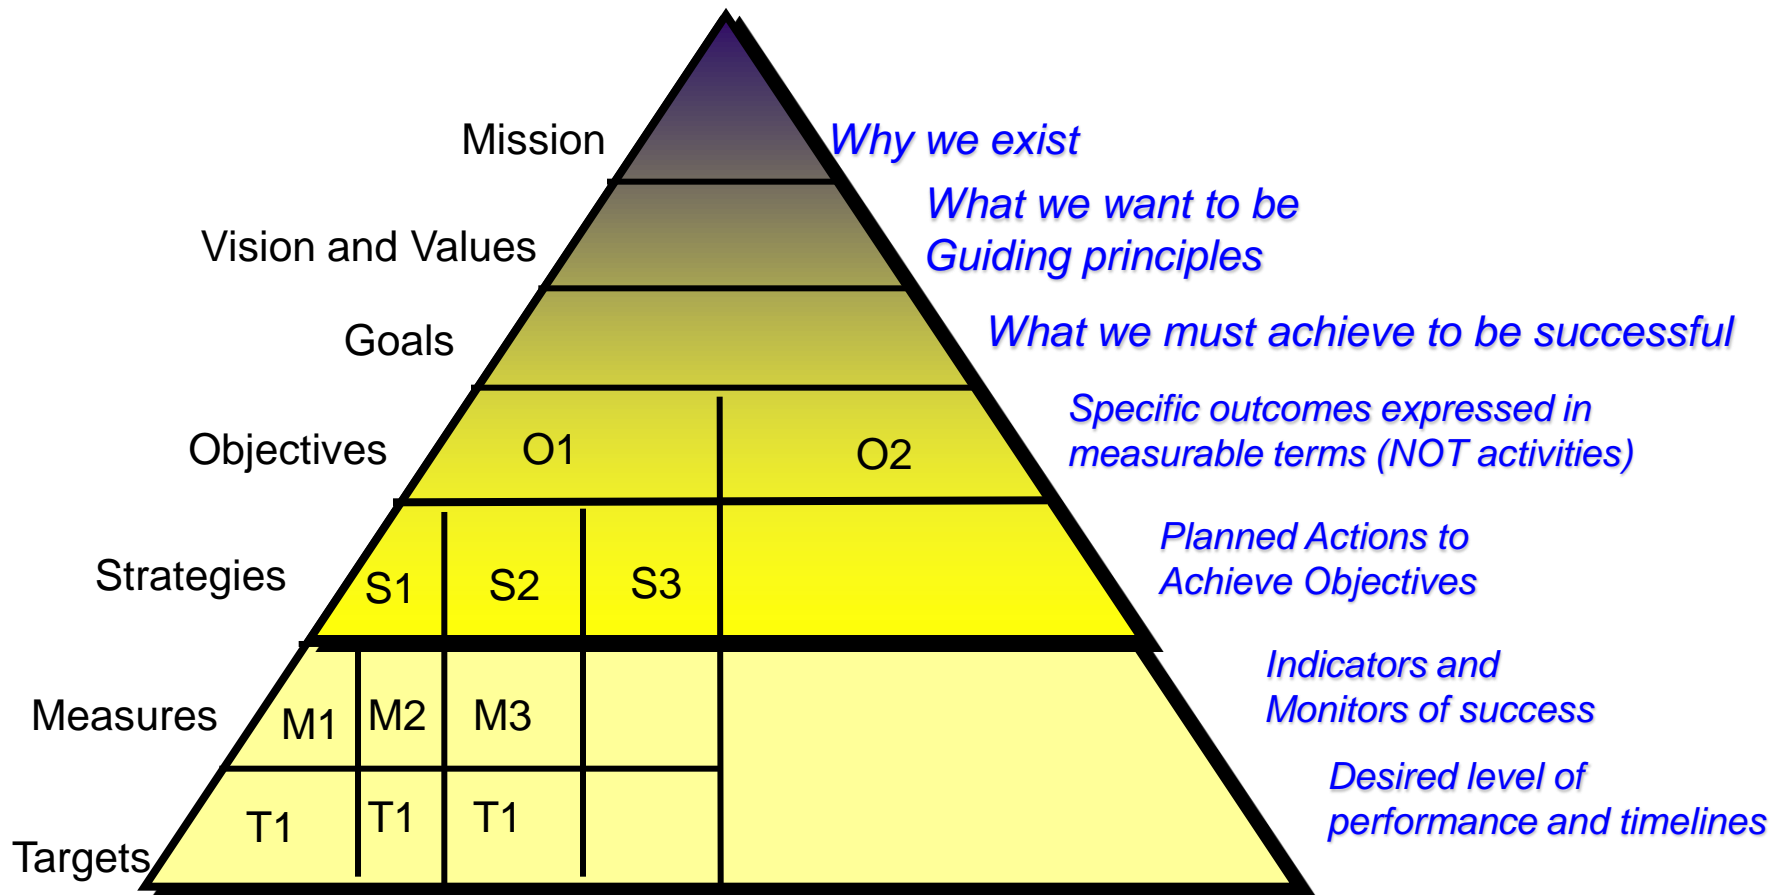 Mission
Why we exist
Vision and Values
What we want to be
Guiding principles
Goals
What we must achieve to be successful
Objectives
O1
O2
Specific outcomes expressed in
measurable terms (NOT activities)
Strategies
S1
S2
S3
Planned Actions to
Achieve Objectives
Measures
M1
M2
M3
Indicators and
Monitors of success
Targets
T1
T1
T1
Desired level of
performance and timelines